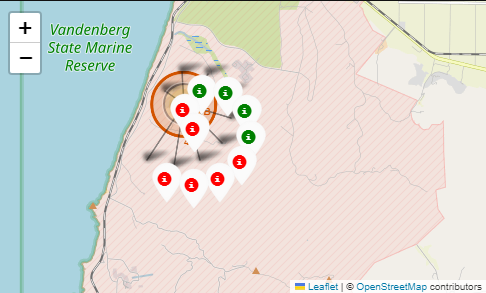 +
Vandenberg
State Marine
Reserve
−
Leaflet | © OpenStreetMap contributors